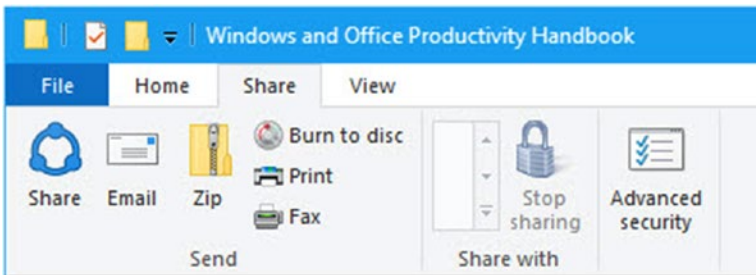 Windows and Office Productivity Handbook
File Home Share View
Share Email Zip
Burn to disc
Print
Fax
Send
Stop sharing
Share with
Advanced security